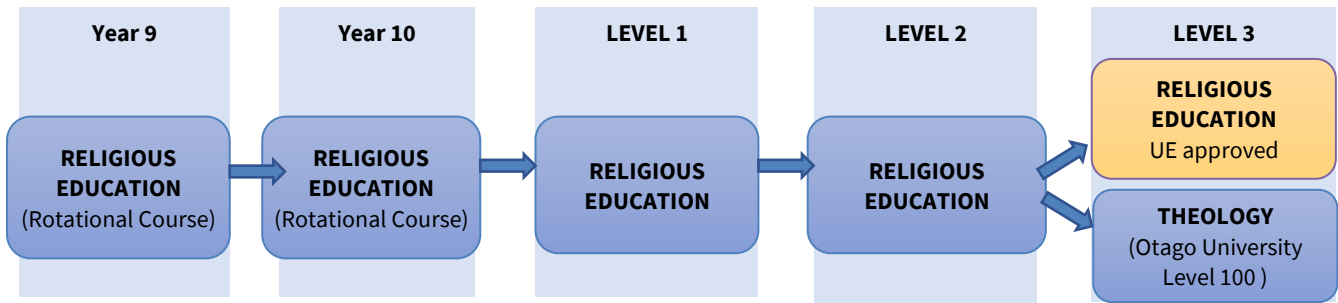 Year 9
Year 10
LEVEL 1
LEVEL 2
LEVEL 3
RELIGIOUS
EDUCATION
(Rotational Course)
RELIGIOUS
EDUCATION
(Rotational Course)
RELIGIOUS
EDUCATION
RELIGIOUS
EDUCATION
RELIGIOUS
EDUCATION
UE approved
THEOLOGY
(Otago University
Level 100 )